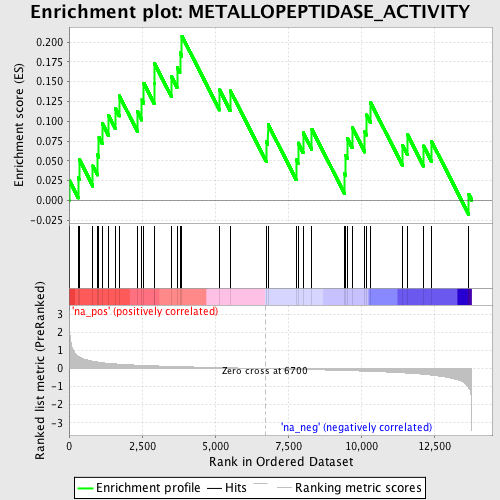 Enrichment plot: METALLOPEPTIDASE_ACTIVITY
Enrichment score (ES)
0.200
0.175
0.150
0.125
0.100
0.075
0.050
0.025
0.000
-0.025
'na_pos' (positively correlated)
Ranked list metric (PreRanked)
3
2
1
0
-1
-2
-3
Zero cross at 6700
'na_neg' (negatively correlated)
0
2,500
5,000
7,500
10,000
12,500
Rank in Ordered Dataset
Enrichment profile
Hits
Ranking metric scores